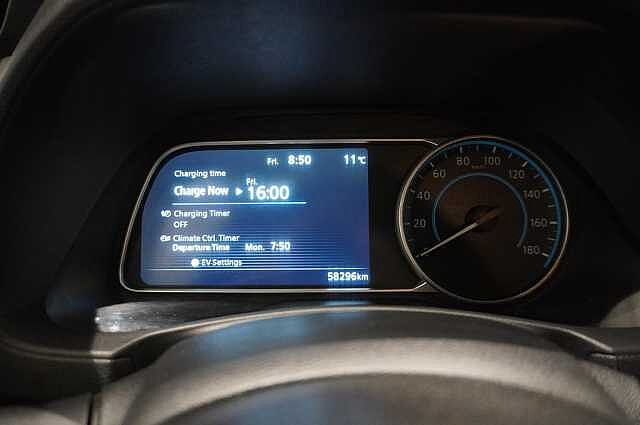 Fri. 8:50 11℃
Charging time
Fri.
Charge Now ▶ 16:00
Charging Timer
OFF
Climate Ctrl. Timer
Departure Time Mon. 7:50
EV Settings
58296km
20
40
60
80
100
120
140
160
180